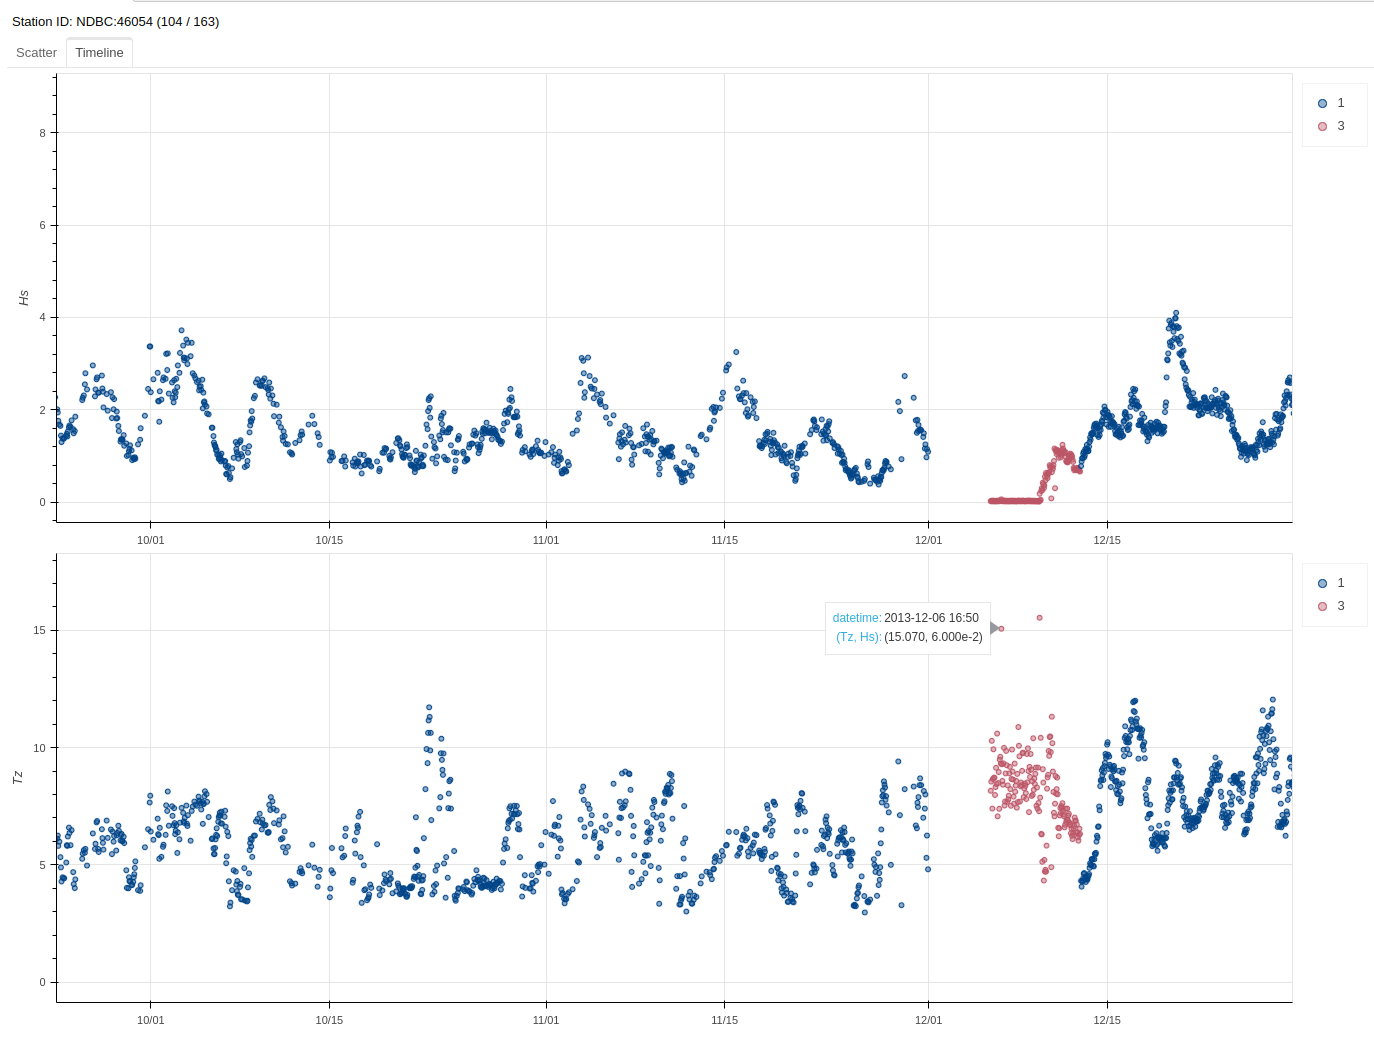 Station ID: NDBC:46054 (104 / 163)
Scatter Timeline
8
6
4
2
0
Hs
10/01 10/15 11/01 11/15 12/01 12/15
1
3
15
10
5
0
Tz
10/01 10/15 11/01 11/15 12/01 12/15
datetime: 2013-12-06 16:50
(Tz, Hs): (15.070, 6.000e-2)
1
3